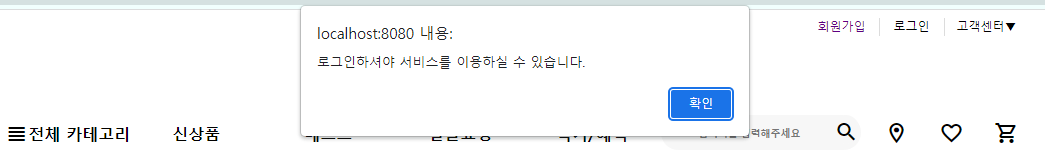 localhost:8080 내용:
로그인하셔야 서비스를 이용하실 수 있습니다.
확인
회원가입 로그인 고객센터▼
전체 카테고리 신상품